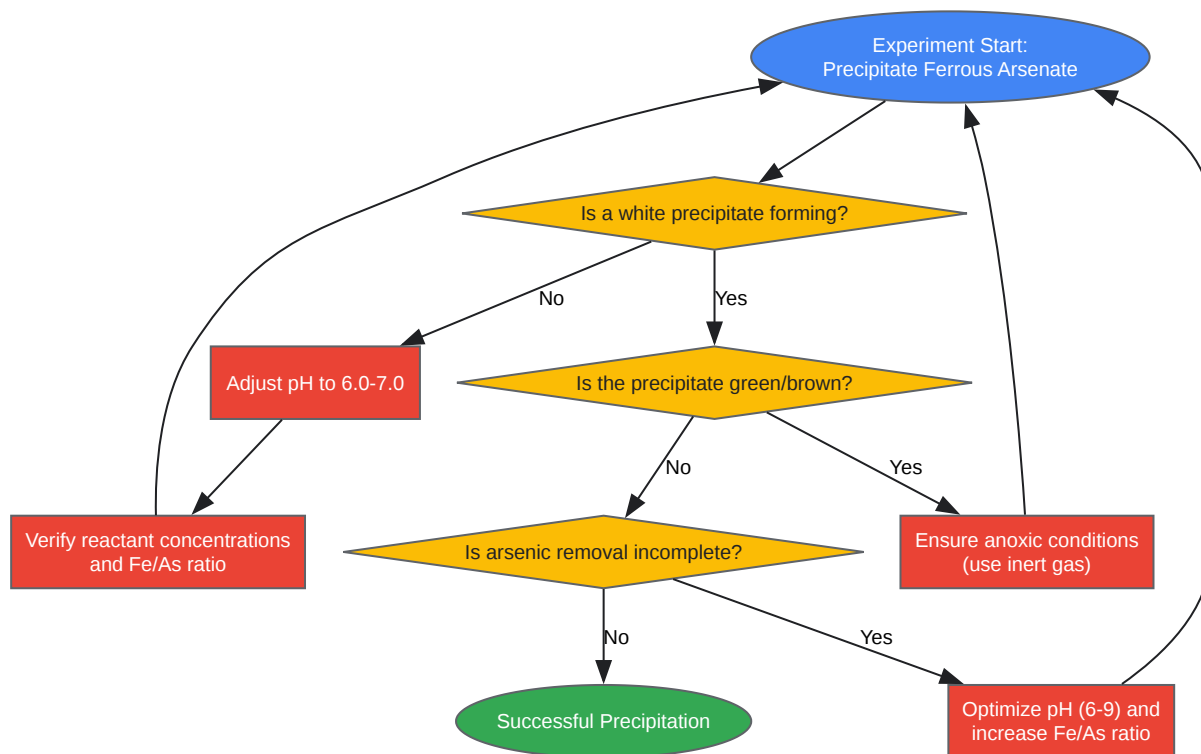 Experiment Start:
Precipitate Ferrous Arsenate
Is a white precipitate forming?
No
Yes
Adjust pH to 6.0-7.0
Is the precipitate green/brown?
No
Yes
Verify reactant concentrations
and Fe/As ratio
Is arsenic removal incomplete?
Ensure anoxic conditions
(use inert gas)
No
Yes
Successful Precipitation
Optimize pH (6-9) and
increase Fe/As ratio